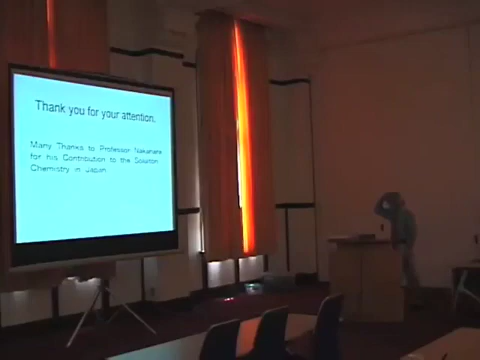 Thank you for your attention.
Many Thanks to Professor Nakahara
for his Contribution to the Solution
Chemistry in Japan